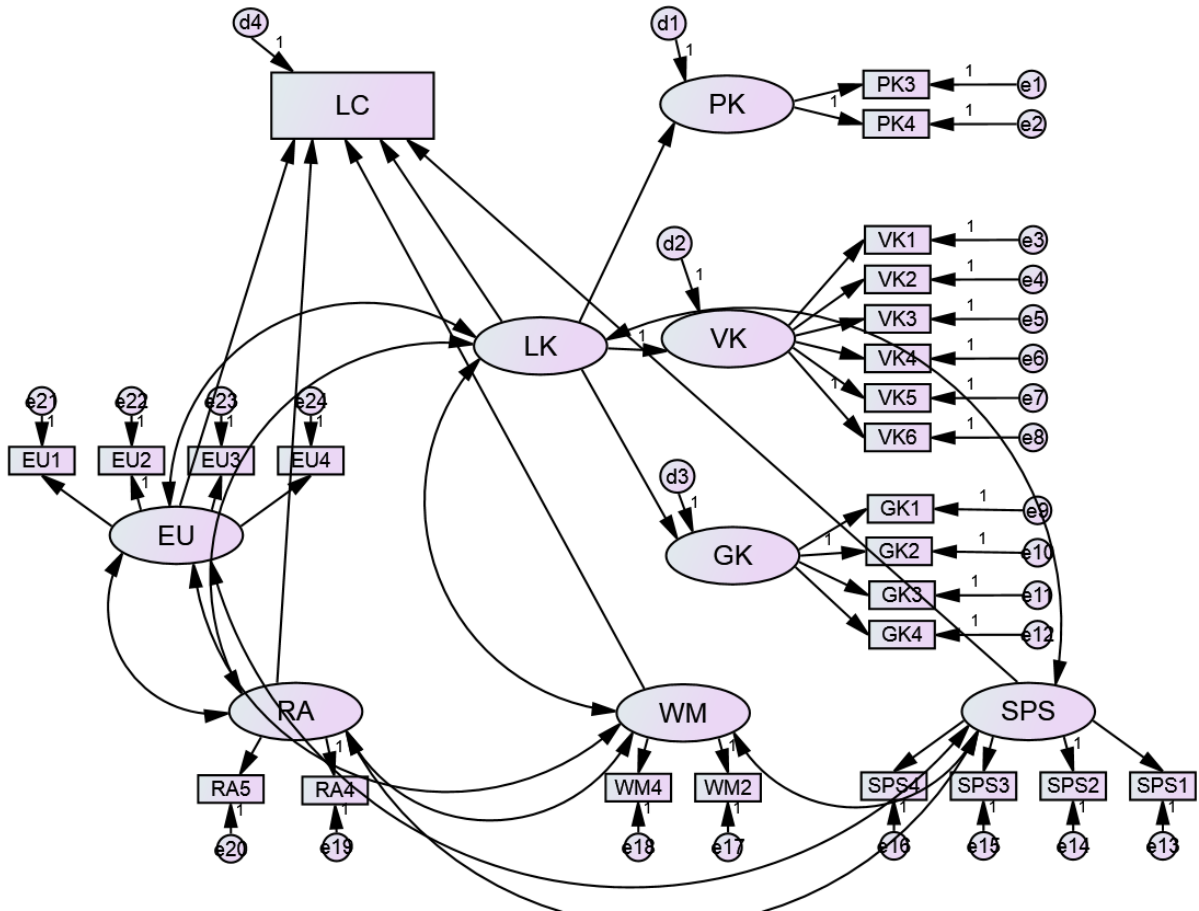 d4
1
LC
d1
1
PK
1
PK3
1
e1
PK4
1
e2
d2
1
VK
1
VK1
1
e3
VK2
1
e4
VK3
1
e5
VK4
1
e6
VK5
1
e7
VK6
1
e8
LK
1
e21
1
e22
1
e23
1
e24
1
EU1
EU2
EU3
EU4
1
EU
d3
1
GK
1
GK1
1
e9
GK2
1
e10
GK3
1
e11
GK4
1
e12
RA
1
RA5
1
e20
RA4
1
e19
WM
1
WM4
1
e18
WM2
1
e17
SPS
1
SPS4
1
e16
SPS3
1
e15
SPS2
1
e14
SPS1
1
e13